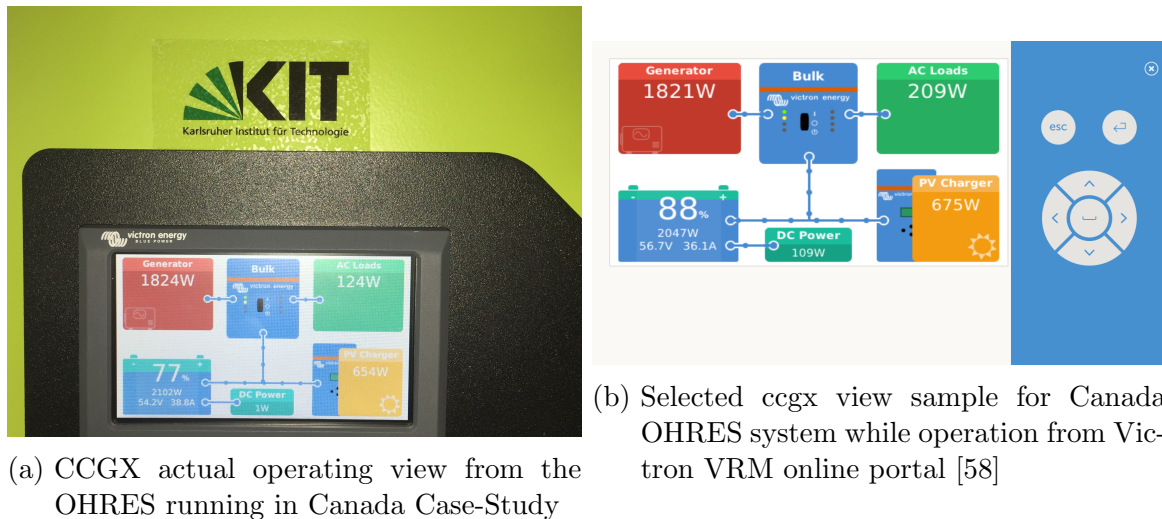 KIT
Karlsruher Institut für Technologie
victron energy
BLUE POWER
Generator
1824W
Bulk
victron energy
AC Loads
124W
- +
77%
2102W
54.2V 38.8A
DC Power
1W
PV Charger
654W
(a) CCGX actual operating view from the
OHRES running in Canada Case-Study
Generator
1821W
Bulk
victron energy
AC Loads
209W
- +
88%
2047W
56.7V 36.1A
DC Power
109W
PV Charger
675W
esc
(b) Selected ccgx view sample for Canada
OHRES system while operation from Vic-
tron VRM online portal [58]